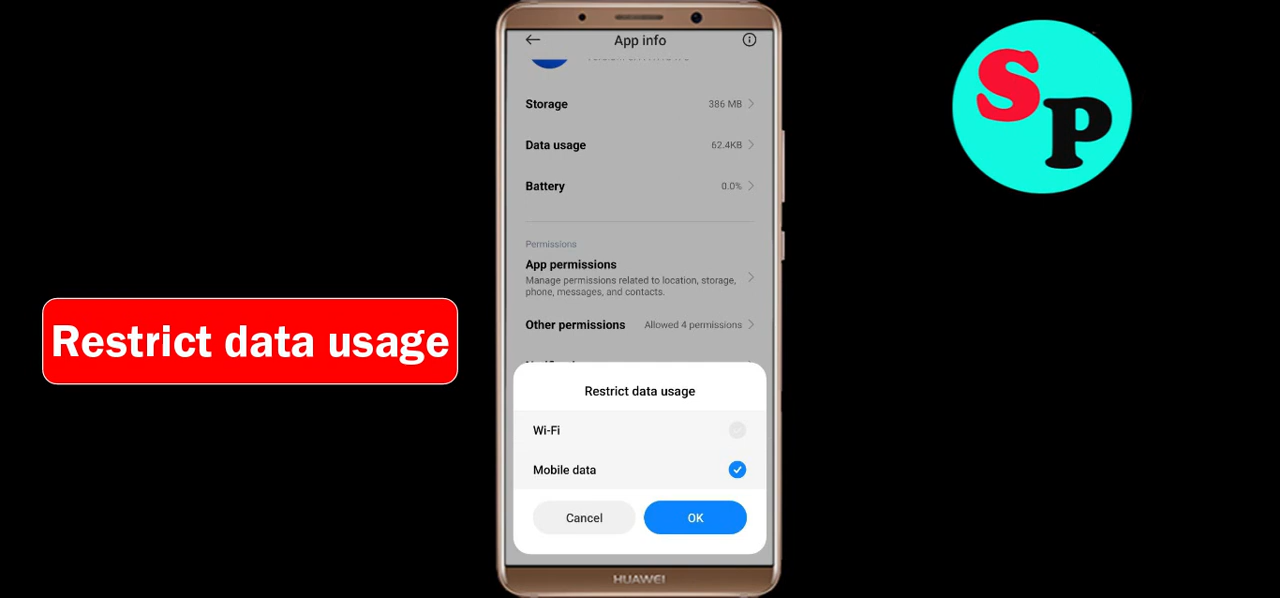 App info
Storage 386 MB
Data usage 62.4KB
Battery 0.0%
Permissions
App permissions
Manage permissions related to location, storage,
phone, messages, and contacts.
Other permissions Allowed 4 permissions
Restrict data usage
Wi-Fi
Mobile data
Cancel OK
HUAWEI
Restrict data usage
SP